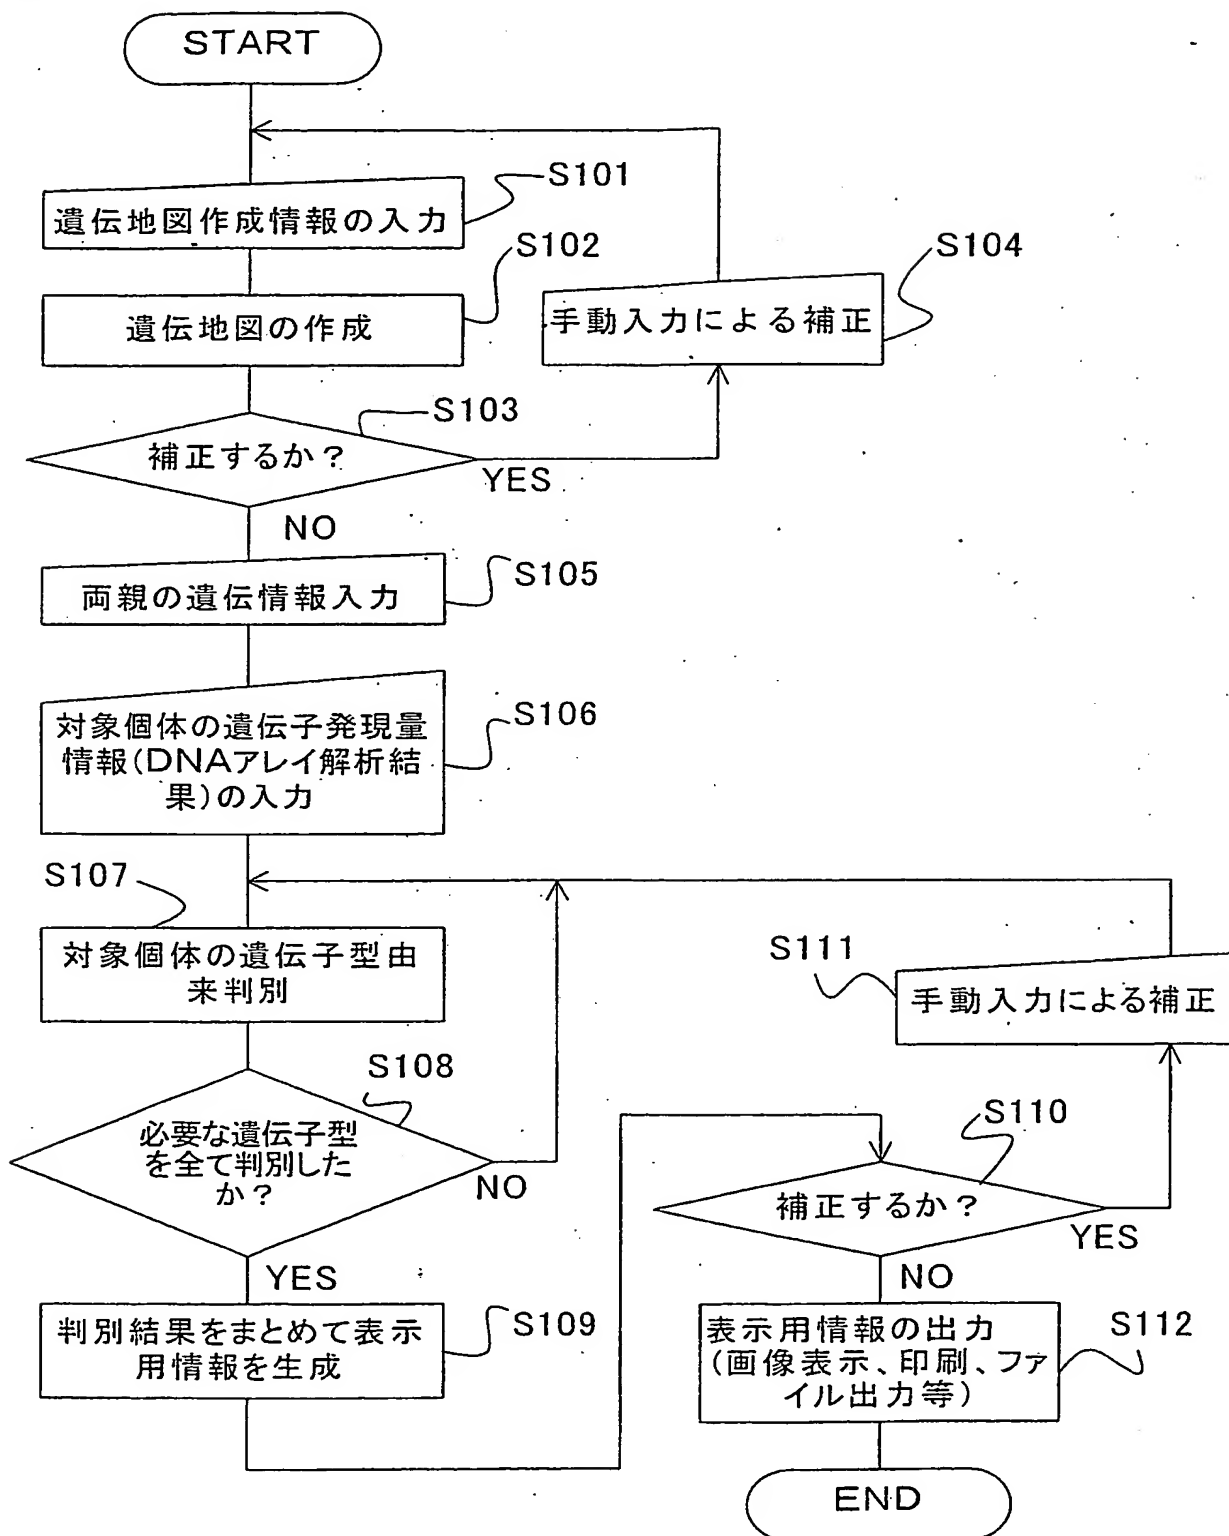 START
S101
遺伝地図作成情報の入力
S102
遺伝地図の作成
S104
手動入力による補正
S103
補正するか？
YES
NO
S105
両親の遺伝情報入力
S106
対象個体の遺伝子発現量
情報(DNAアレイ解析結
果)の入力
S107
対象個体の遺伝子型由
来判別
S108
必要な遺伝子型
を全て判別した
か？
NO
YES
S109
判別結果をまとめて表示
用情報を生成
S111
手動入力による補正
S110
補正するか？
YES
NO
表示用情報の出力
(画像表示、印刷、ファ
イル出力等)
S112
END